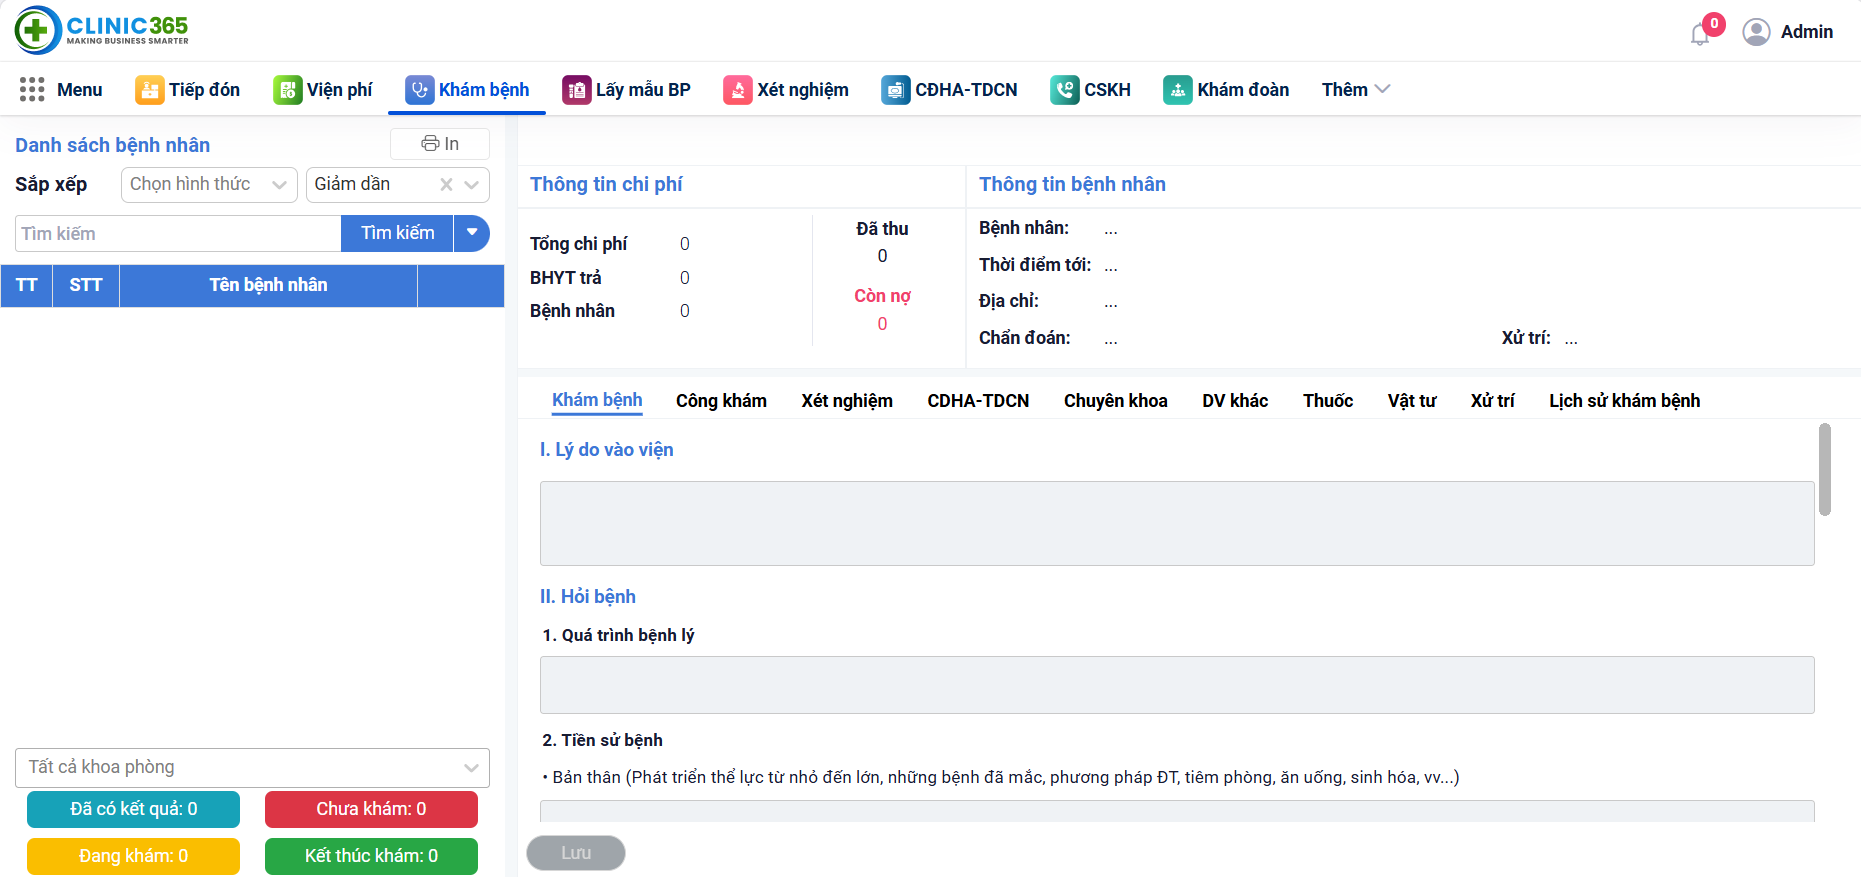 CLINIC365
MAKING BUSINESS SMARTER
0
Admin
Menu
Tiếp đón
Viện phí
Khám bệnh
Lấy mẫu BP
Xét nghiệm
CĐHA-TDCN
CSKH
Khám đoàn
Thêm
Danh sách bệnh nhân
In
Sắp xếp
Chọn hình thức
Giảm dần
Tìm kiếm
Tìm kiếm
TT
STT
Tên bệnh nhân
Tất cả khoa phòng
Đã có kết quả: 0
Chưa khám: 0
Đang khám: 0
Kết thúc khám: 0
Thông tin chi phí
Tổng chi phí 0
BHYT trả 0
Bệnh nhân 0
Đã thu
0
Còn nợ
0
Thông tin bệnh nhân
Bệnh nhân: ...
Thời điểm tới: ...
Địa chỉ: ...
Chẩn đoán: ...
Xử trí: ...
Khám bệnh
Công khám
Xét nghiệm
CDHA-TDCN
Chuyên khoa
DV khác
Thuốc
Vật tư
Xử trí
Lịch sử khám bệnh
I. Lý do vào viện
II. Hỏi bệnh
1. Quá trình bệnh lý
2. Tiền sử bệnh
• Bản thân (Phát triển thể lực từ nhỏ đến lớn, những bệnh đã mắc, phương pháp ĐT, tiêm phòng, ăn uống, sinh hóa, vv...)
Lưu